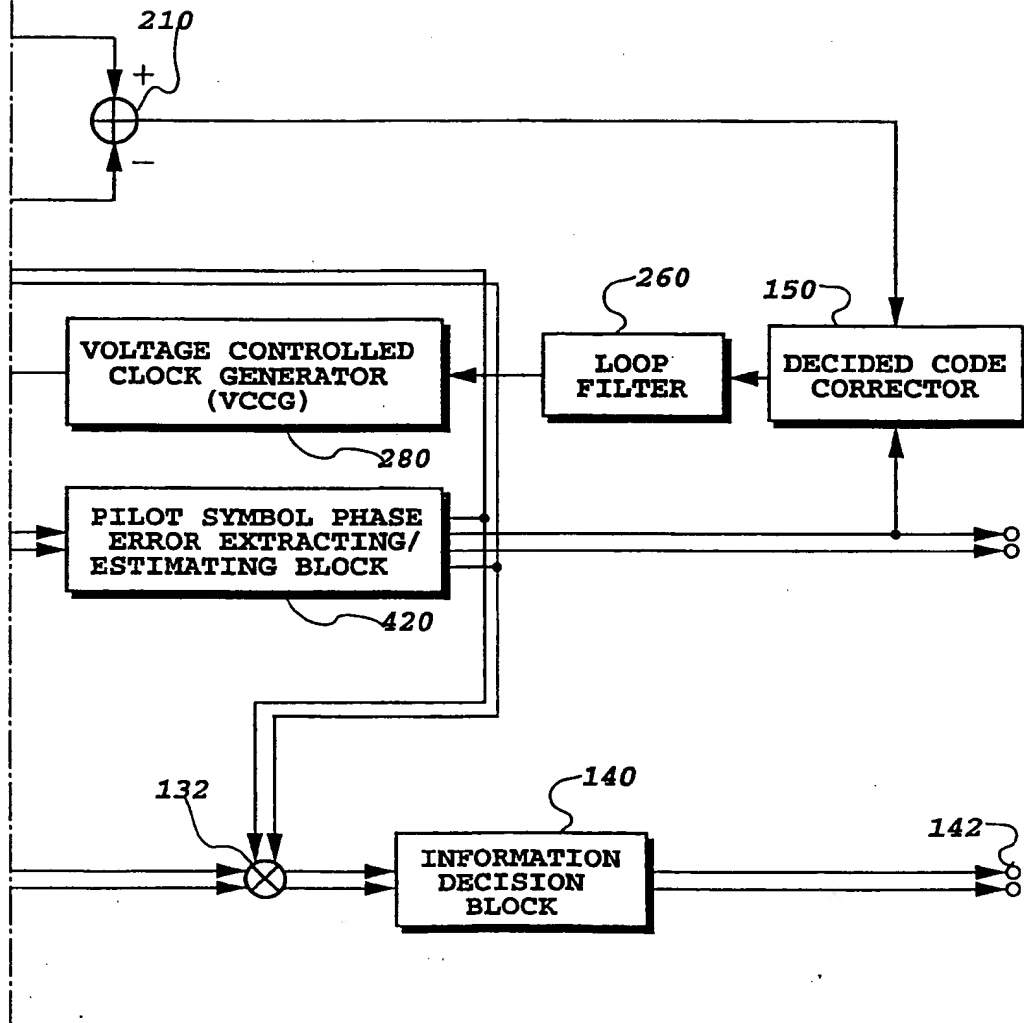 210
+
−
260
150
VOLTAGE CONTROLLED
CLOCK GENERATOR
(VCCG)
LOOP
FILTER
DECIDED CODE
CORRECTOR
280
PILOT SYMBOL PHASE
ERROR EXTRACTING/
ESTIMATING BLOCK
420
132
140
142
INFORMATION
DECISION
BLOCK